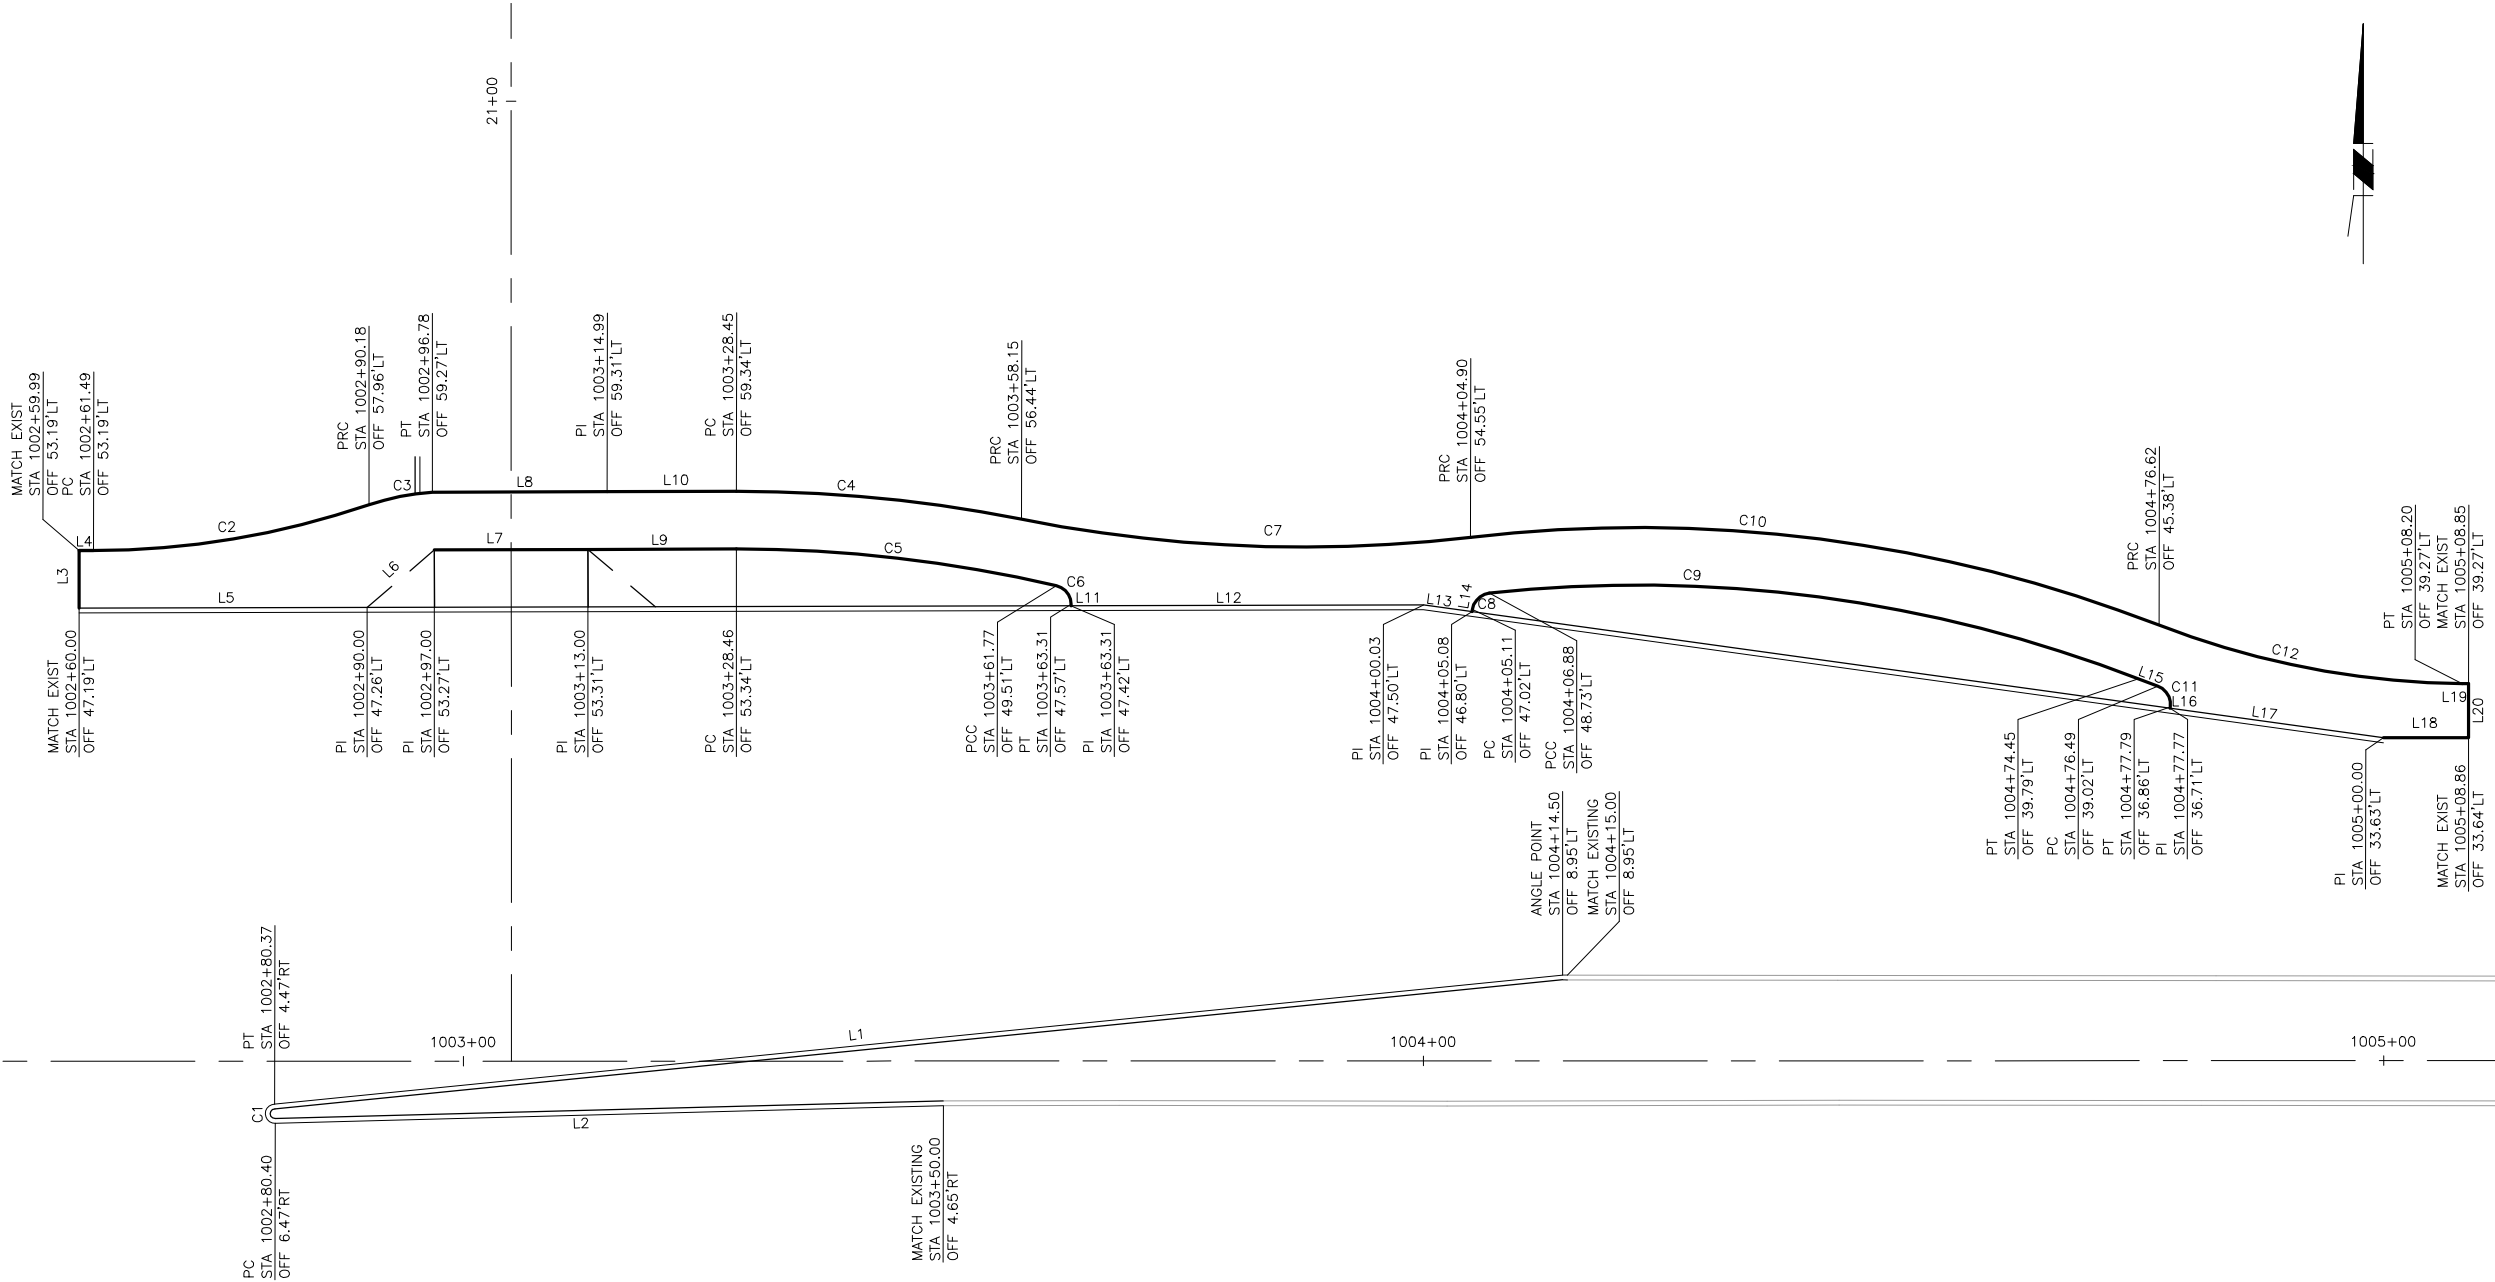 21+00
MATCH EXIST
STA 1002+59.99
OFF 53.19'LT
PC
STA 1002+61.49
OFF 53.19'LT
PRC
STA 1002+90.18
OFF 57.96'LT
PT
STA 1002+96.78
OFF 59.27'LT
PI
STA 1003+14.99
OFF 59.31'LT
PC
STA 1003+28.45
OFF 59.34'LT
PRC
STA 1003+58.15
OFF 56.44'LT
PRC
STA 1004+04.90
OFF 54.55'LT
PRC
STA 1004+76.62
OFF 45.38'LT
PT
STA 1005+08.20
OFF 39.27'LT
MATCH EXIST
STA 1005+08.85
OFF 39.27'LT
L3
L4
C2
C3
L8
L10
C4
C7
C10
C12
L5
L6
L7
L9
C5
C6
L11
L12
L13
L14
C8
C9
L15
C11
L16
L17
L18
L19
L20
MATCH EXIST
STA 1002+60.00
OFF 47.19'LT
PI
STA 1002+90.00
OFF 47.26'LT
PI
STA 1002+97.00
OFF 53.27'LT
PI
STA 1003+13.00
OFF 53.31'LT
PC
STA 1003+28.46
OFF 53.34'LT
PCC
STA 1003+61.77
OFF 49.51'LT
PT
STA 1003+63.31
OFF 47.57'LT
PI
STA 1003+63.31
OFF 47.42'LT
PI
STA 1004+00.03
OFF 47.50'LT
PI
STA 1004+05.08
OFF 46.80'LT
PC
STA 1004+05.11
OFF 47.02'LT
PCC
STA 1004+06.88
OFF 48.73'LT
PT
STA 1004+74.45
OFF 39.79'LT
PC
STA 1004+76.49
OFF 39.02'LT
PT
STA 1004+77.79
OFF 36.86'LT
PI
STA 1004+77.77
OFF 36.71'LT
PI
STA 1005+00.00
OFF 33.63'LT
MATCH EXIST
STA 1005+08.86
OFF 33.64'LT
ANGLE POINT
STA 1004+14.50
OFF 8.95'LT
MATCH EXISTING
STA 1004+15.00
OFF 8.95'LT
PT
STA 1002+80.37
OFF 4.47'RT
1003+00
L1
1004+00
1005+00
C1
L2
PC
STA 1002+80.40
OFF 6.47'RT
MATCH EXISTING
STA 1003+50.00
OFF 4.65'RT